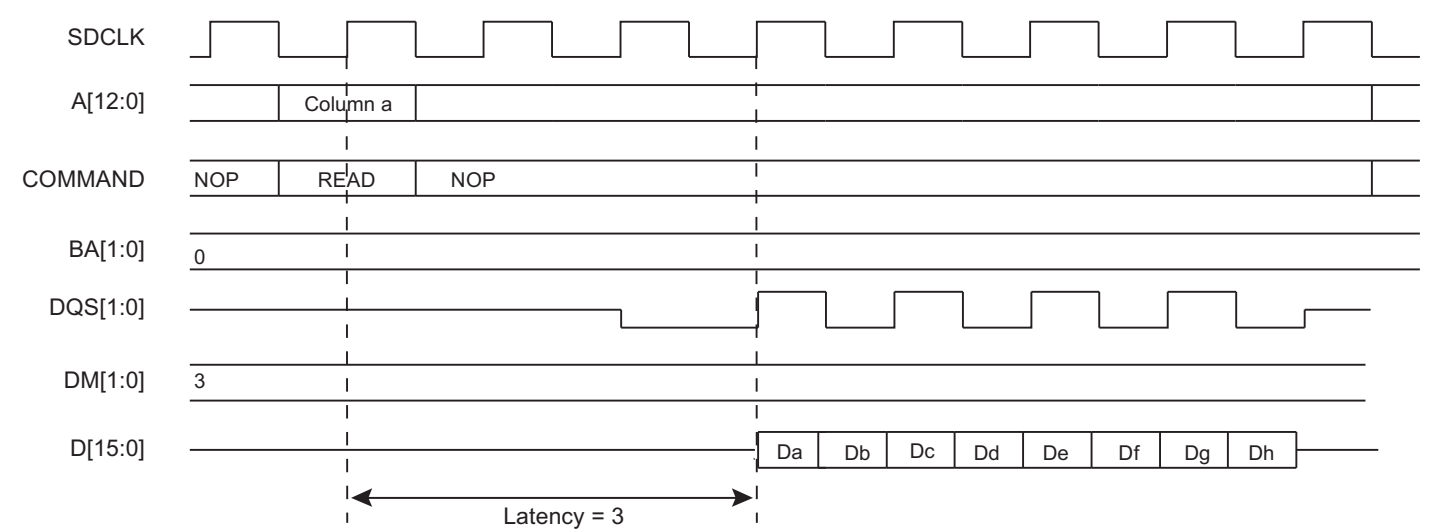 SDCLK
A[12:0] Column a
COMMAND NOP READ NOP
BA[1:0] 0
DQS[1:0]
DM[1:0] 3
D[15:0] Da Db Dc Dd De Df Dg Dh
Latency = 3